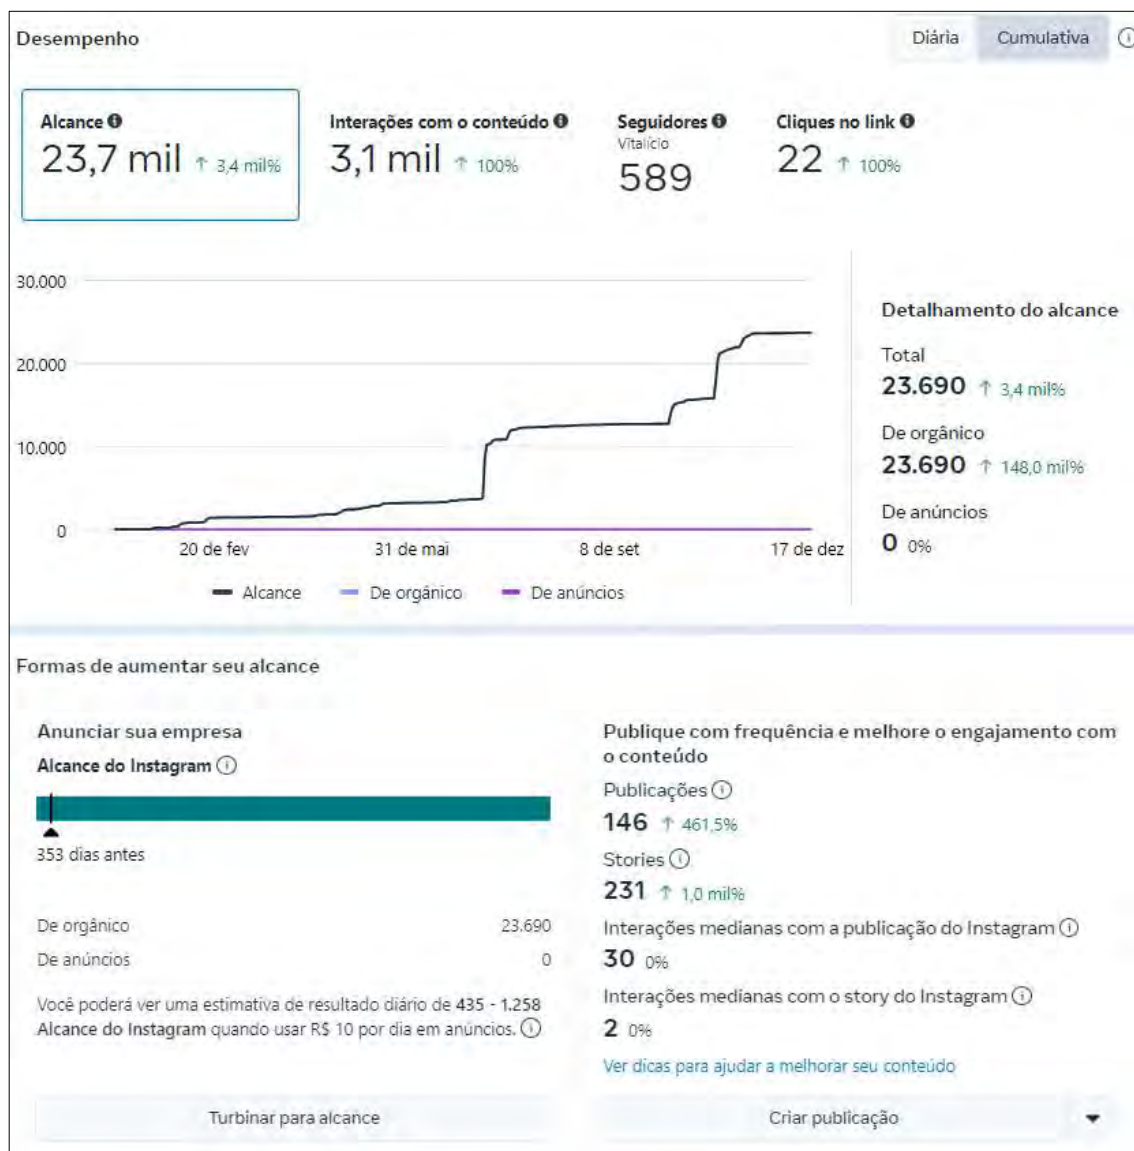 Desempenho
Diária Cumulativa
Alcance
23,7 mil ↑ 3,4 mil%
Interações com o conteúdo
3,1 mil ↑ 100%
Seguidores
Vitalício
589
Cliques no link
22 ↑ 100%
30.000
20.000
10.000
0
20 de fev 31 de mai 8 de set 17 de dez
Alcance De orgânico De anúncios
Detalhamento do alcance
Total
23.690 ↑ 3,4 mil%
De orgânico
23.690 ↑ 148,0 mil%
De anúncios
0 0%
Formas de aumentar seu alcance
Anunciar sua empresa
Alcance do Instagram
353 dias antes
De orgânico 23.690
De anúncios 0
Você poderá ver uma estimativa de resultado diário de 435 - 1.258
Alcance do Instagram quando usar R$ 10 por dia em anúncios.
Turbinar para alcance
Publique com frequência e melhore o engajamento com
o conteúdo
Publicações
146 ↑ 461,5%
Stories
231 ↑ 1,0 mil%
Interações medianas com a publicação do Instagram
30 0%
Interações medianas com o story do Instagram
2 0%
Ver dicas para ajudar a melhorar seu conteúdo
Criar publicação